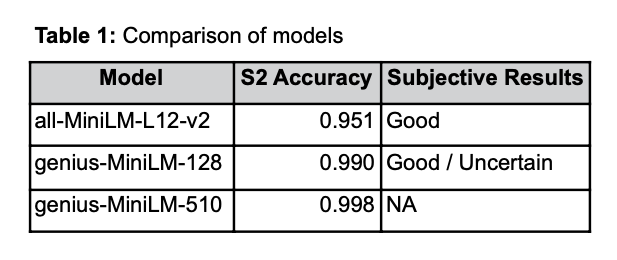 Table 1: Comparison of models
Model S2 Accuracy Subjective Results
all-MiniLM-L12-v2 0.951 Good
genius-MiniLM-128 0.990 Good / Uncertain
genius-MiniLM-510 0.998 NA